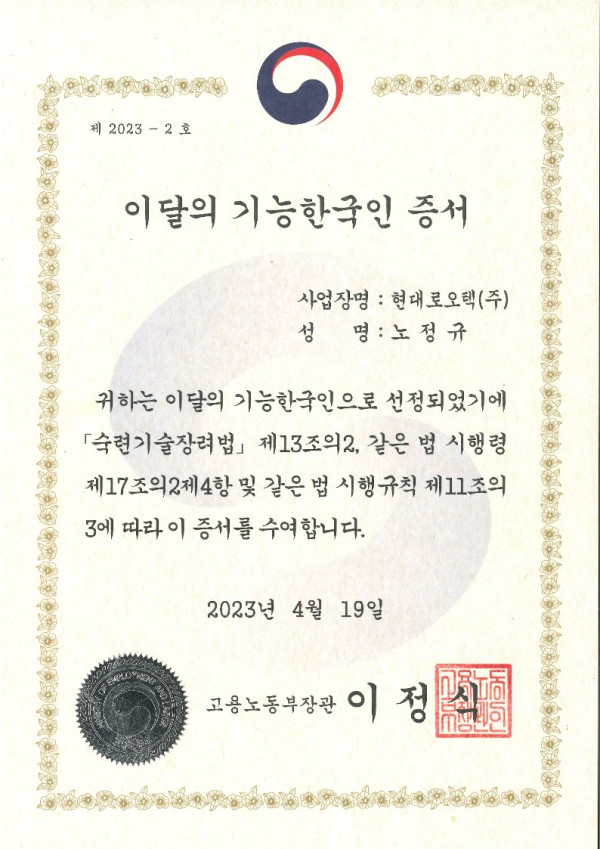 제 2023 - 2 호
이달의 기능한국인 증서
사업장명 : 현대로오텍(주)
성 명 : 노 정 규
귀하는 이달의 기능한국인으로 선정되었기에
「숙련기술장려법」 제13조의2, 같은 법 시행령
제17조의2제4항 및 같은 법 시행규칙 제11조의
3에 따라 이 증서를 수여합니다.
2023년 4월 19일
고용노동부장관 이 정 식